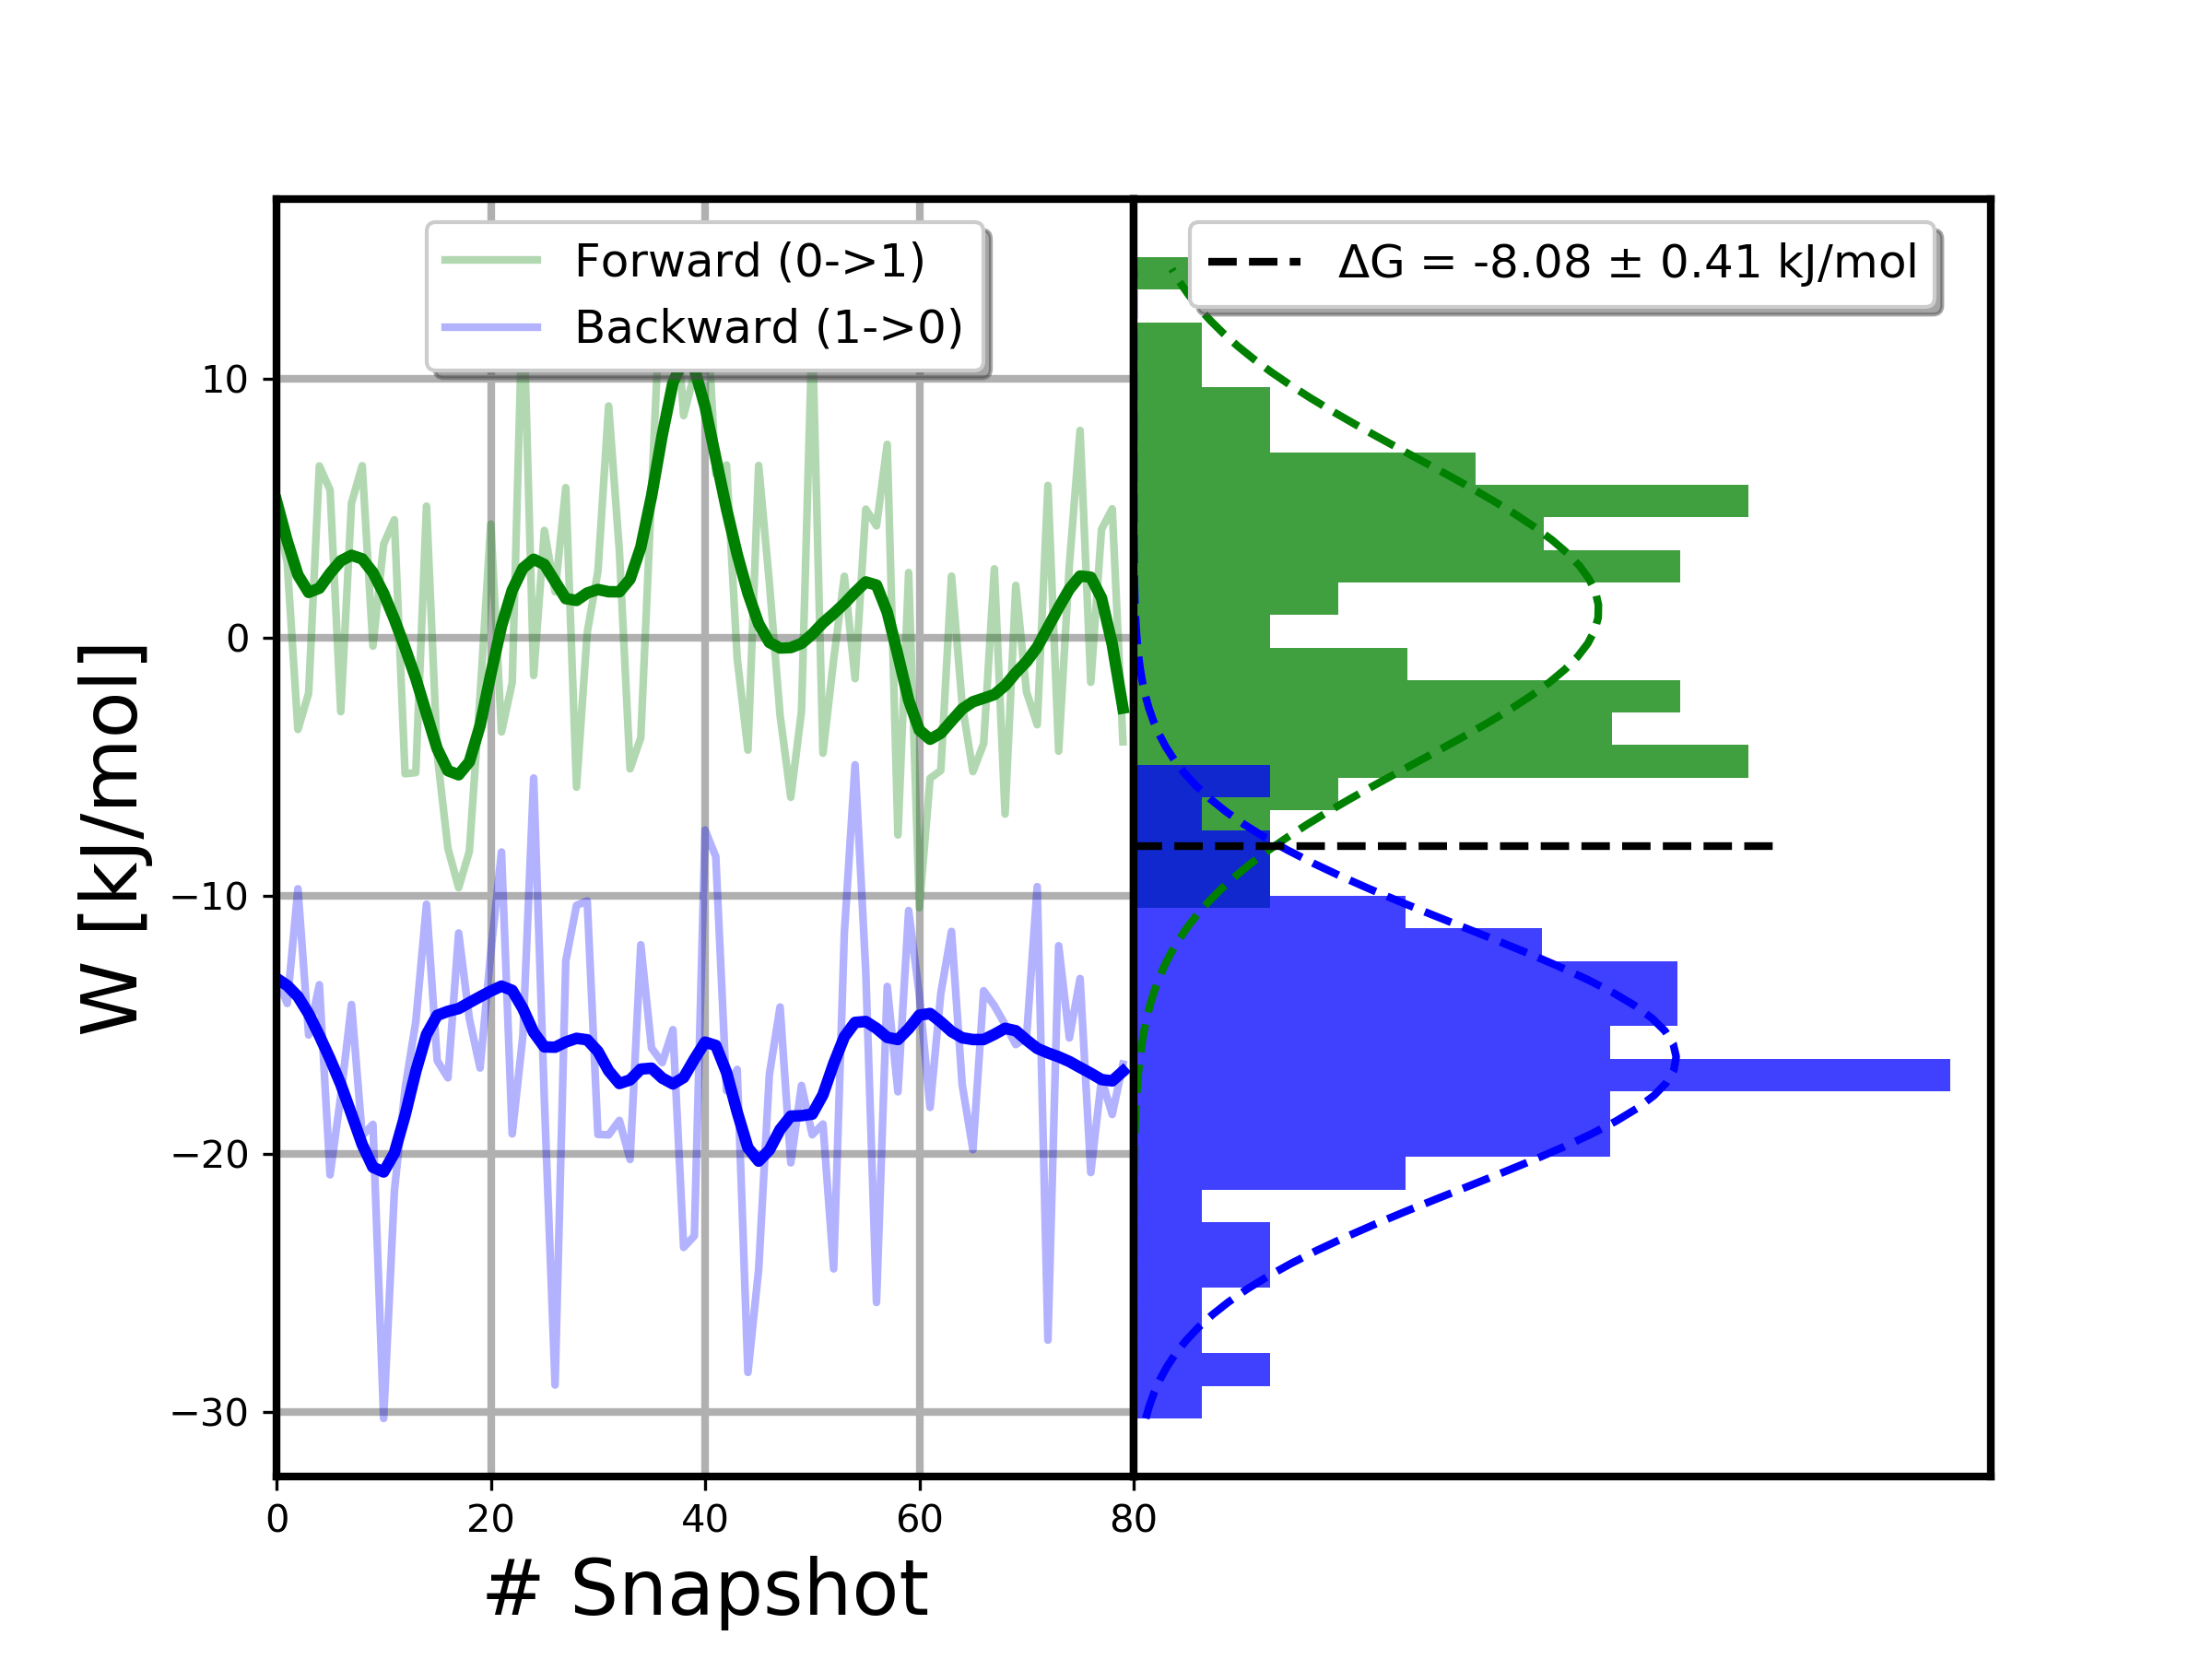 Forward (0->1)
Backward (1->0)
ΔG = -8.08 ± 0.41 kJ/mol
W [kJ/mol]
10
0
−10
−20
−30
0 20 40 60 80
# Snapshot